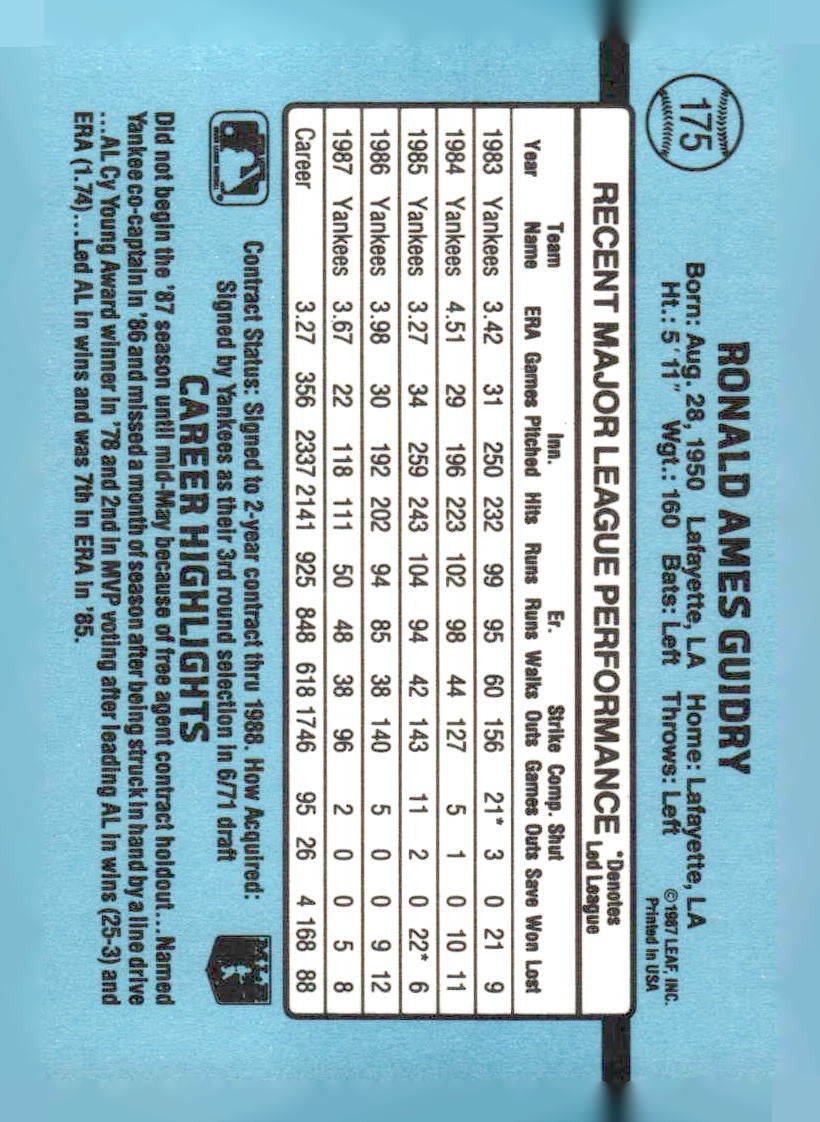 175
RONALD AMES GUIDRY
Born: Aug. 28, 1950 Lafayette, LA Home: Lafayette, LA
Ht.: 5'11" Wgt.: 160 Bats: Left Throws: Left
©1987 LEAF, INC.
Printed in USA
RECENT MAJOR LEAGUE PERFORMANCE *Denotes
Led League
Team Inn. Er. Strike Comp. Shut
Year Name ERA Games Pitched Hits Runs Runs Walks Outs Games Outs Save Won Lost
1983 Yankees 3.42 31 250 232 99 95 60 156 21* 3 0 21 9
1984 Yankees 4.51 29 196 223 102 98 44 127 5 1 0 10 11
1985 Yankees 3.27 34 259 243 104 94 42 143 11 2 0 22* 6
1986 Yankees 3.98 30 192 202 94 85 38 140 5 0 0 9 12
1987 Yankees 3.67 22 118 111 50 48 38 96 2 0 0 5 8
Career 3.27 356 2337 2141 925 848 618 1746 95 26 4 168 88
Contract Status: Signed to 2-year contract thru 1988. How Acquired:
Signed by Yankees as their 3rd round selection in 6/71 draft
CAREER HIGHLIGHTS
Did not begin the '87 season until mid-May because of free agent contract holdout...Named
Yankee co-captain in '86 and missed a month of season after being struck in hand by a line drive
...AL Cy Young Award winner in '78 and 2nd in MVP voting after leading AL in wins (25-3) and
ERA (1.74)...Led AL in wins and was 7th in ERA in '85.